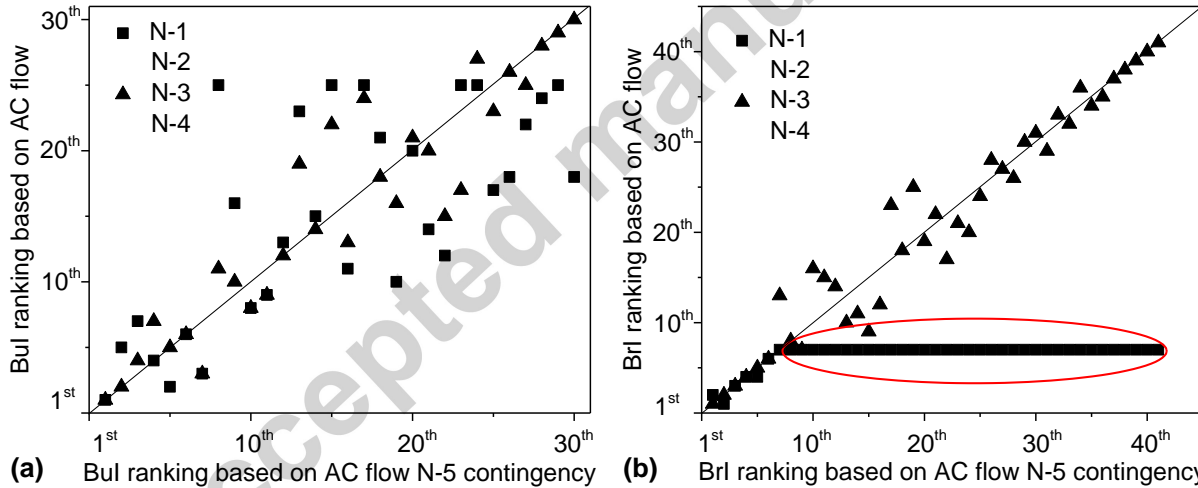 30th
20th
10th
1st
BuI ranking based on AC flow
N-1
N-2
N-3
N-4
1st
10th
20th
30th
(a)
BuI ranking based on AC flow N-5 contingency
40th
30th
20th
10th
1st
BrI ranking based on AC flow
N-1
N-2
N-3
N-4
1st
10th
20th
30th
40th
(b)
BrI ranking based on AC flow N-5 contingency
ccepted manu